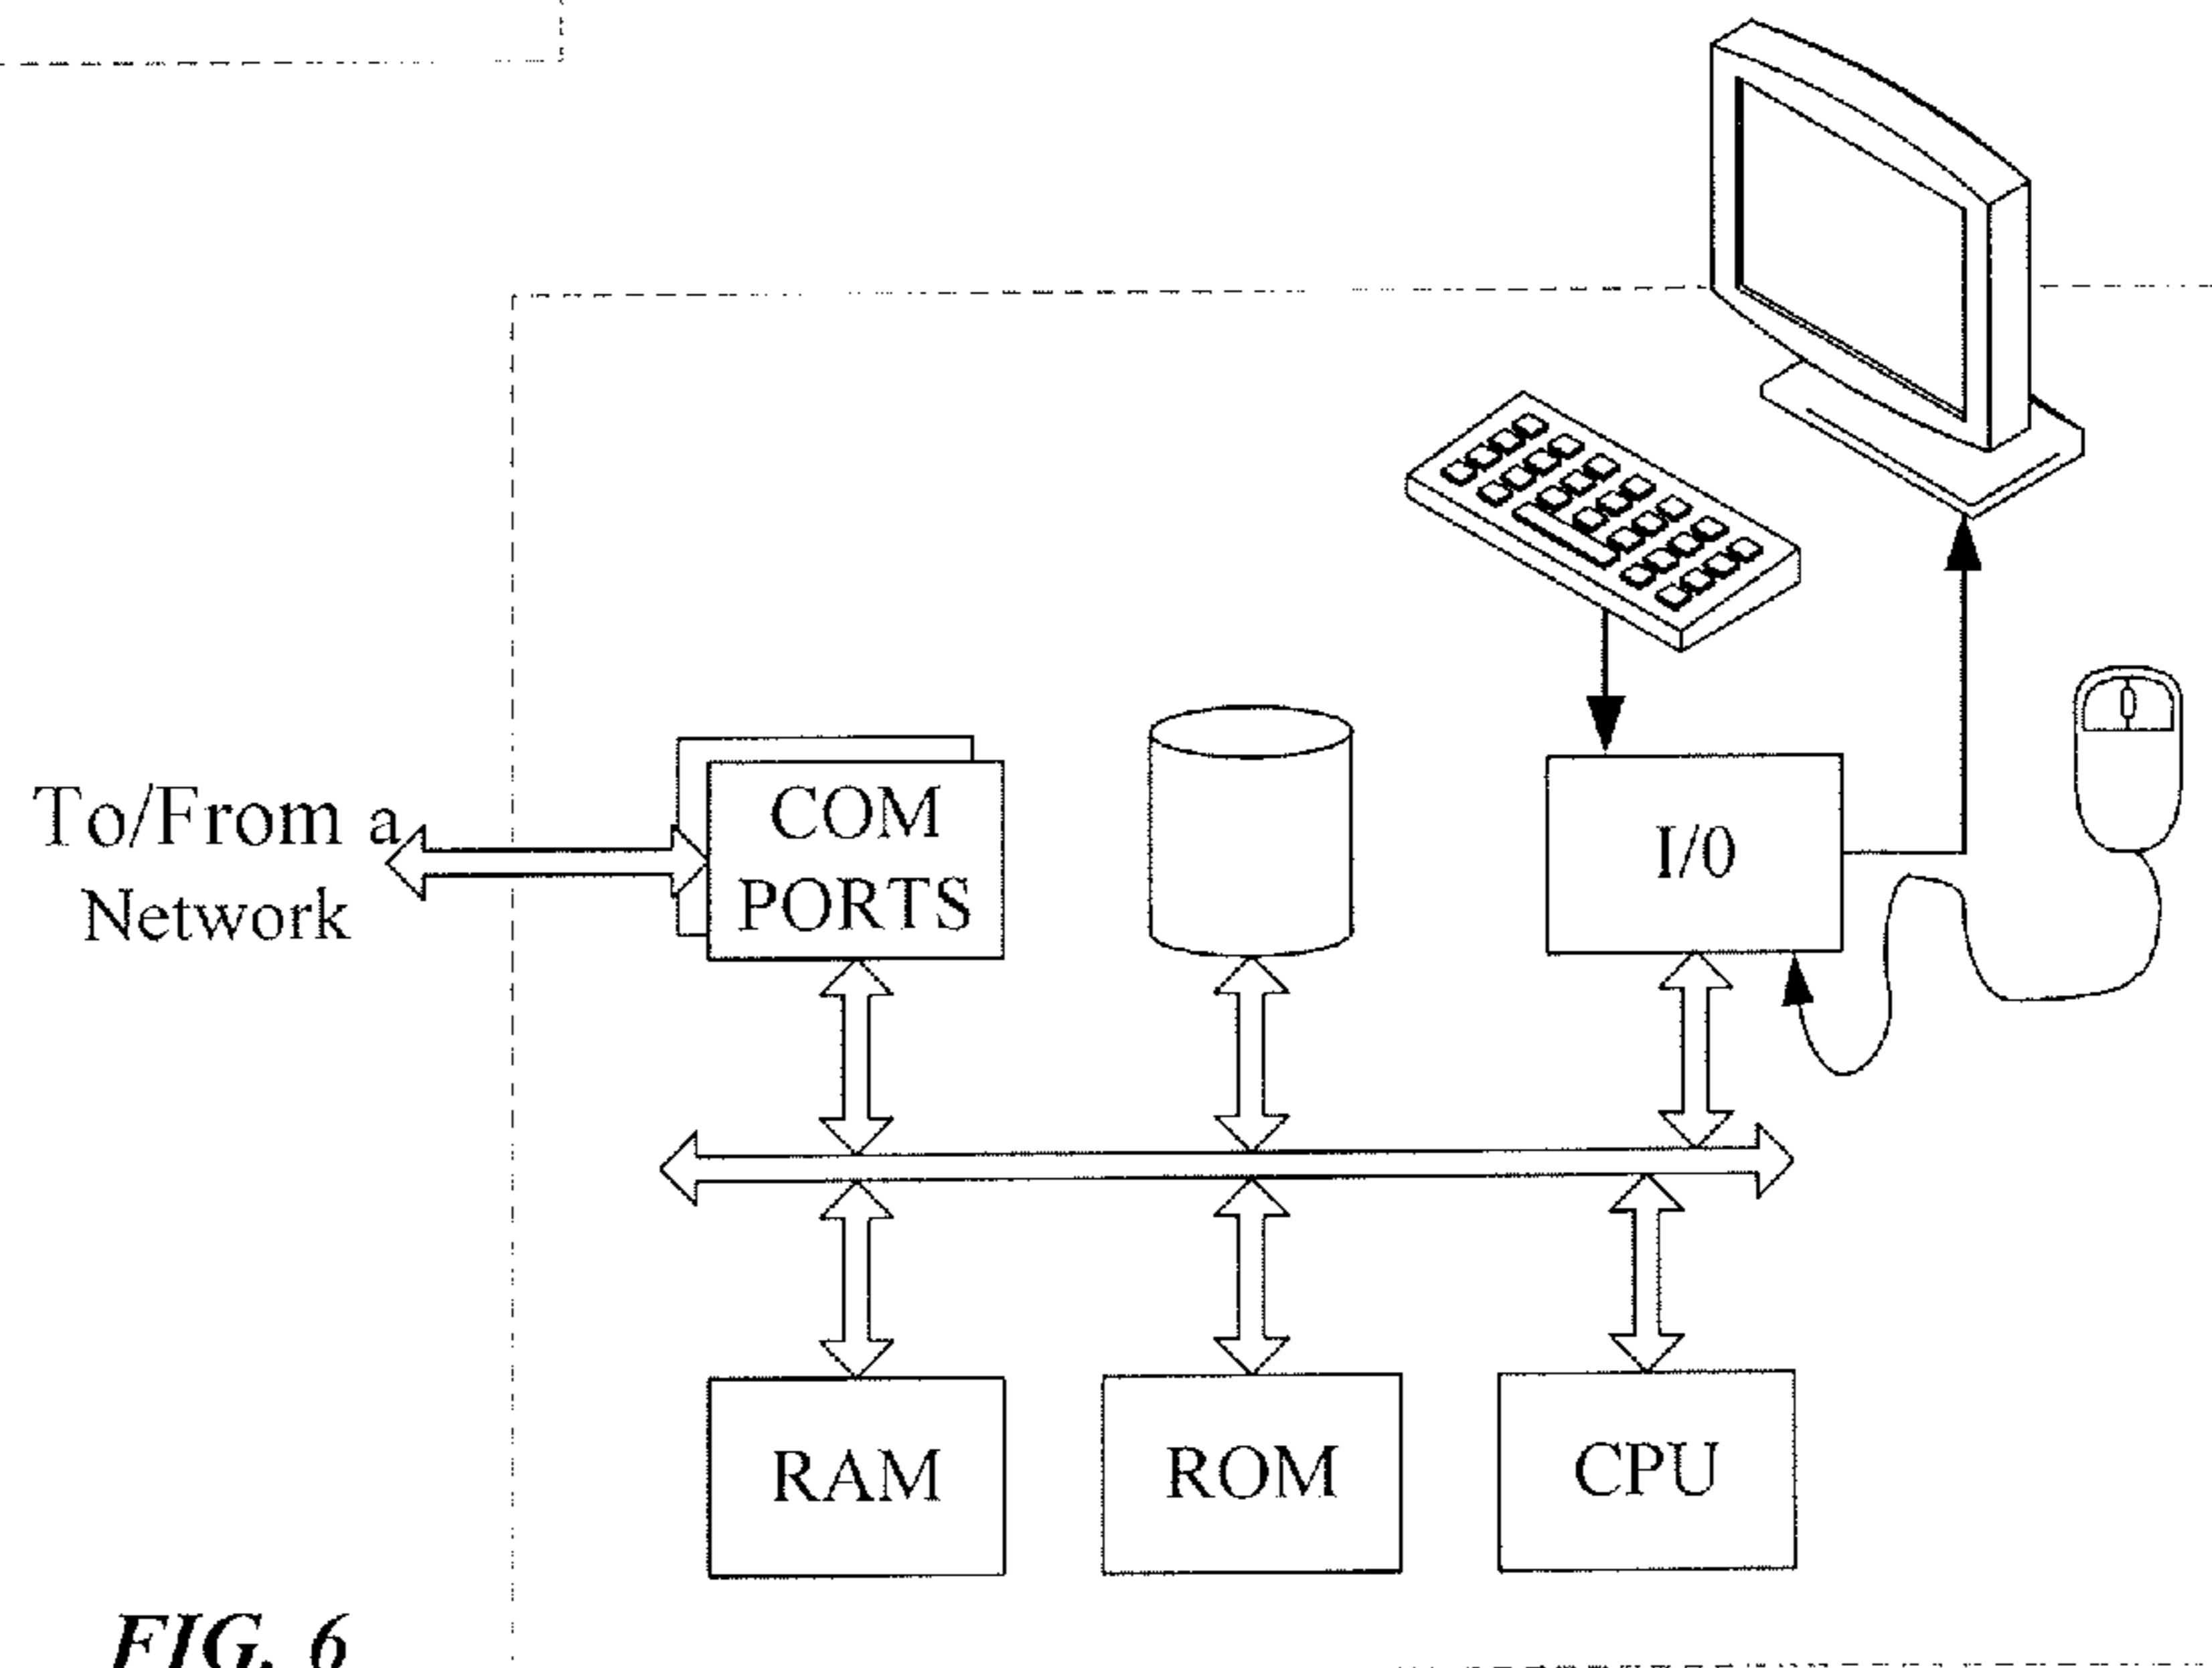 To/From a
Network
COM
PORTS
I/0
RAM
ROM
CPU
FIG. 6